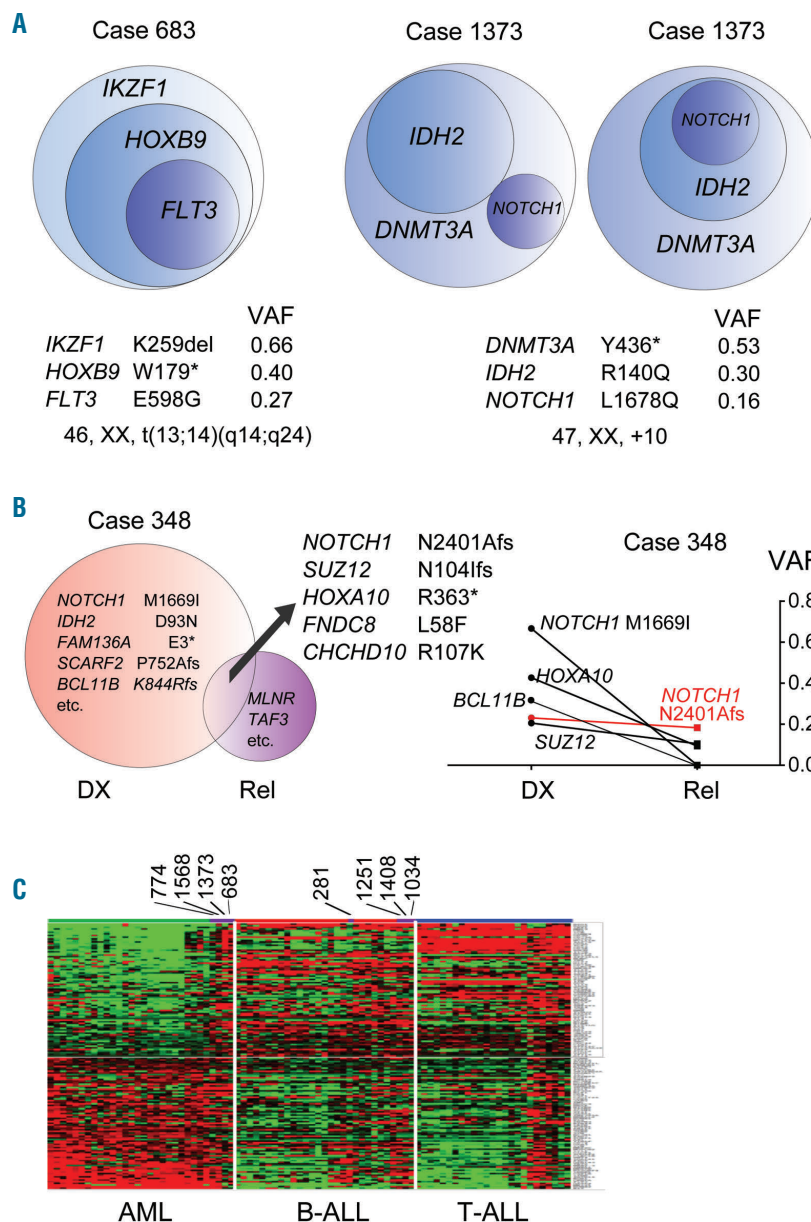 A
Case 683
Case 1373
Case 1373
IKZF1
HOXB9
FLT3
IDH2
NOTCH1
DNMT3A
NOTCH1
IDH2
DNMT3A
VAF
IKZF1 K259del 0.66
HOXB9 W179* 0.40
FLT3 E598G 0.27
46, XX, t(13;14)(q14;q24)
VAF
DNMT3A Y436* 0.53
IDH2 R140Q 0.30
NOTCH1 L1678Q 0.16
47, XX, +10
B
Case 348
NOTCH1 M1669I
IDH2 D93N
FAM136A E3*
SCARF2 P752Afs
BCL11B K844Rfs
etc.
MLNR
TAF3
etc.
DX
Rel
NOTCH1 N2401Afs
SUZ12 N104Ifs
HOXA10 R363*
FNDC8 L58F
CHCHD10 R107K
Case 348
VAF
0.8
0.6
0.4
0.2
0.0
NOTCH1 M1669I
HOXA10
BCL11B
NOTCH1
N2401Afs
SUZ12
DX
Rel
C
774
1568
1373
683
281
1251
1408
1034
AML
B-ALL
T-ALL